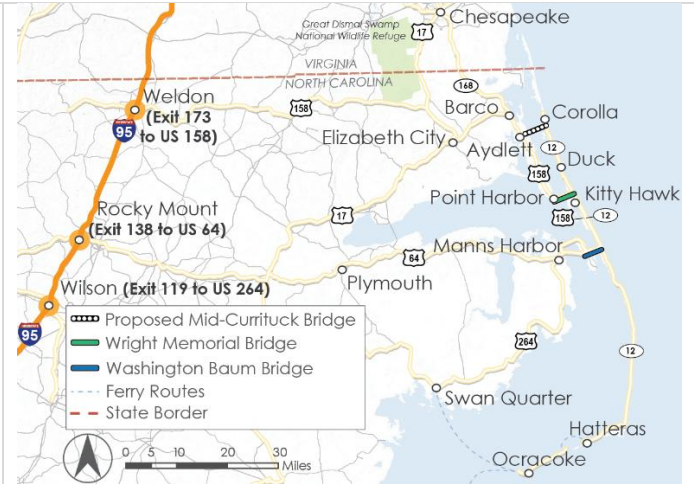 Chesapeake
Great Dismal Swamp
National Wildlife Refuge
17
VIRGINIA
NORTH CAROLINA
168
Weldon
(Exit 173
to US 158)
95
158
Barco
Corolla
Elizabeth City
Aydlett
12
158
Duck
Rocky Mount
(Exit 138 to US 64)
17
Point Harbor
Kitty Hawk
158
12
Manns Harbor
64
Plymouth
Wilson (Exit 119 to US 264)
95
Proposed Mid-Currituck Bridge
Wright Memorial Bridge
Washington Baum Bridge
Ferry Routes
State Border
264
12
Swan Quarter
Hatteras
Ocracoke
0 5 10 20 30
Miles